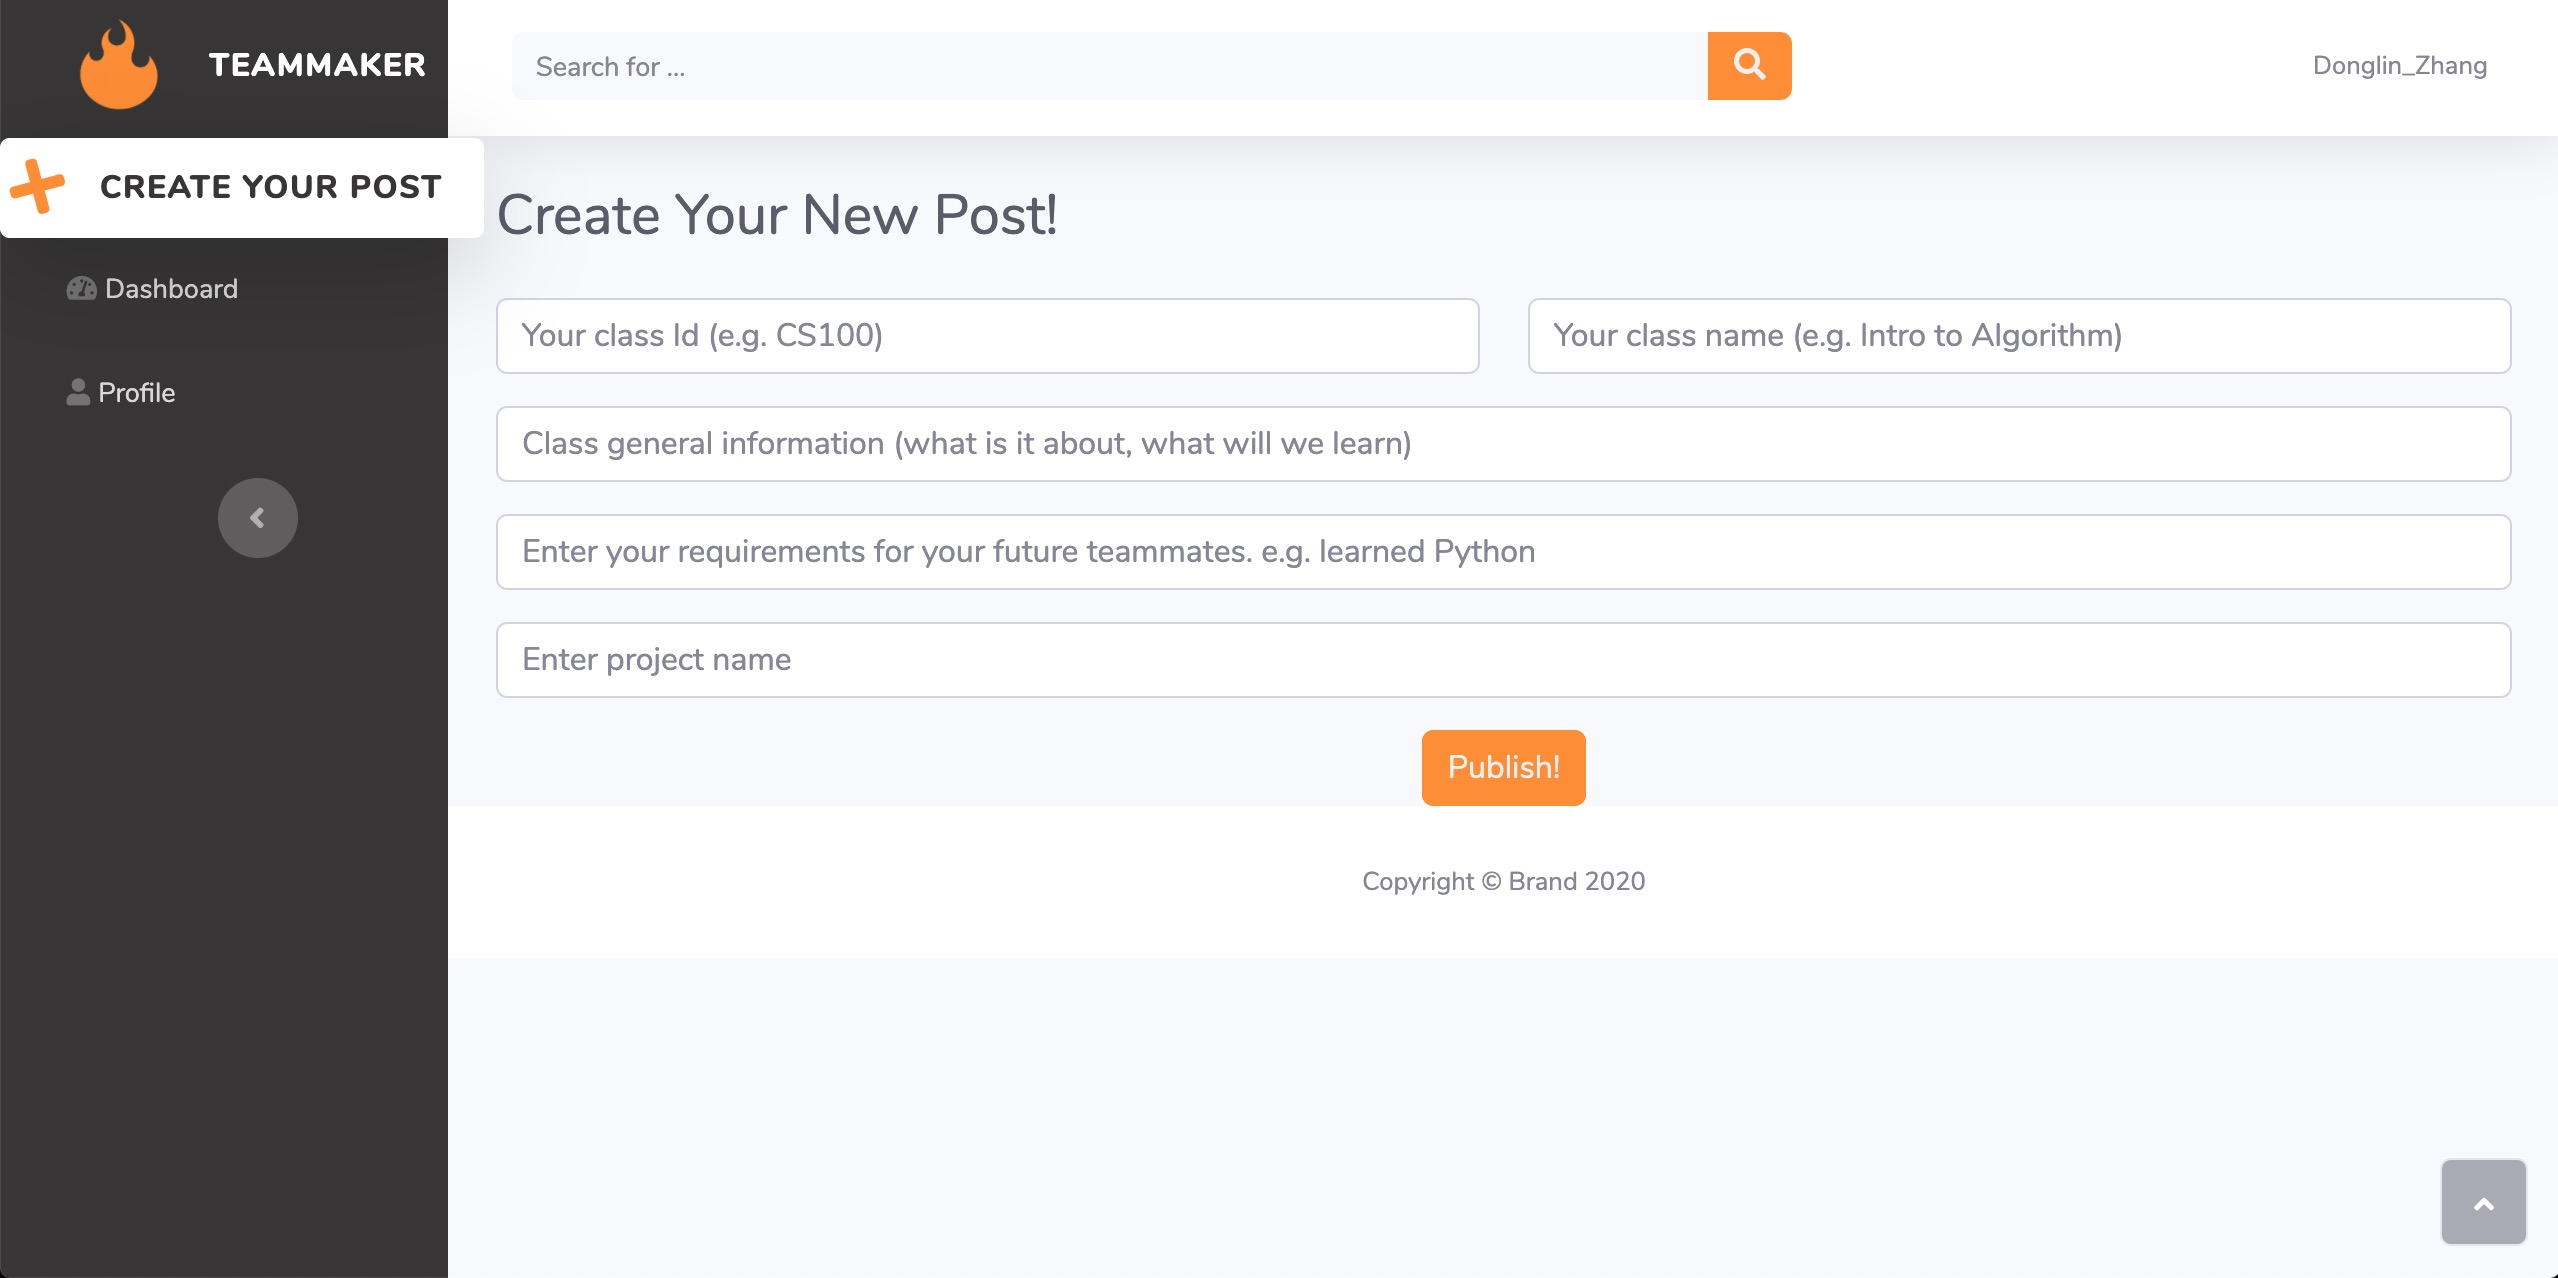 TEAMMAKER
Search for ...
Donglin_Zhang
CREATE YOUR POST
Dashboard
Profile
Create Your New Post!
Your class Id (e.g. CS100)
Your class name (e.g. Intro to Algorithm)
Class general information (what is it about, what will we learn)
Enter your requirements for your future teammates. e.g. learned Python
Enter project name
Publish!
Copyright © Brand 2020